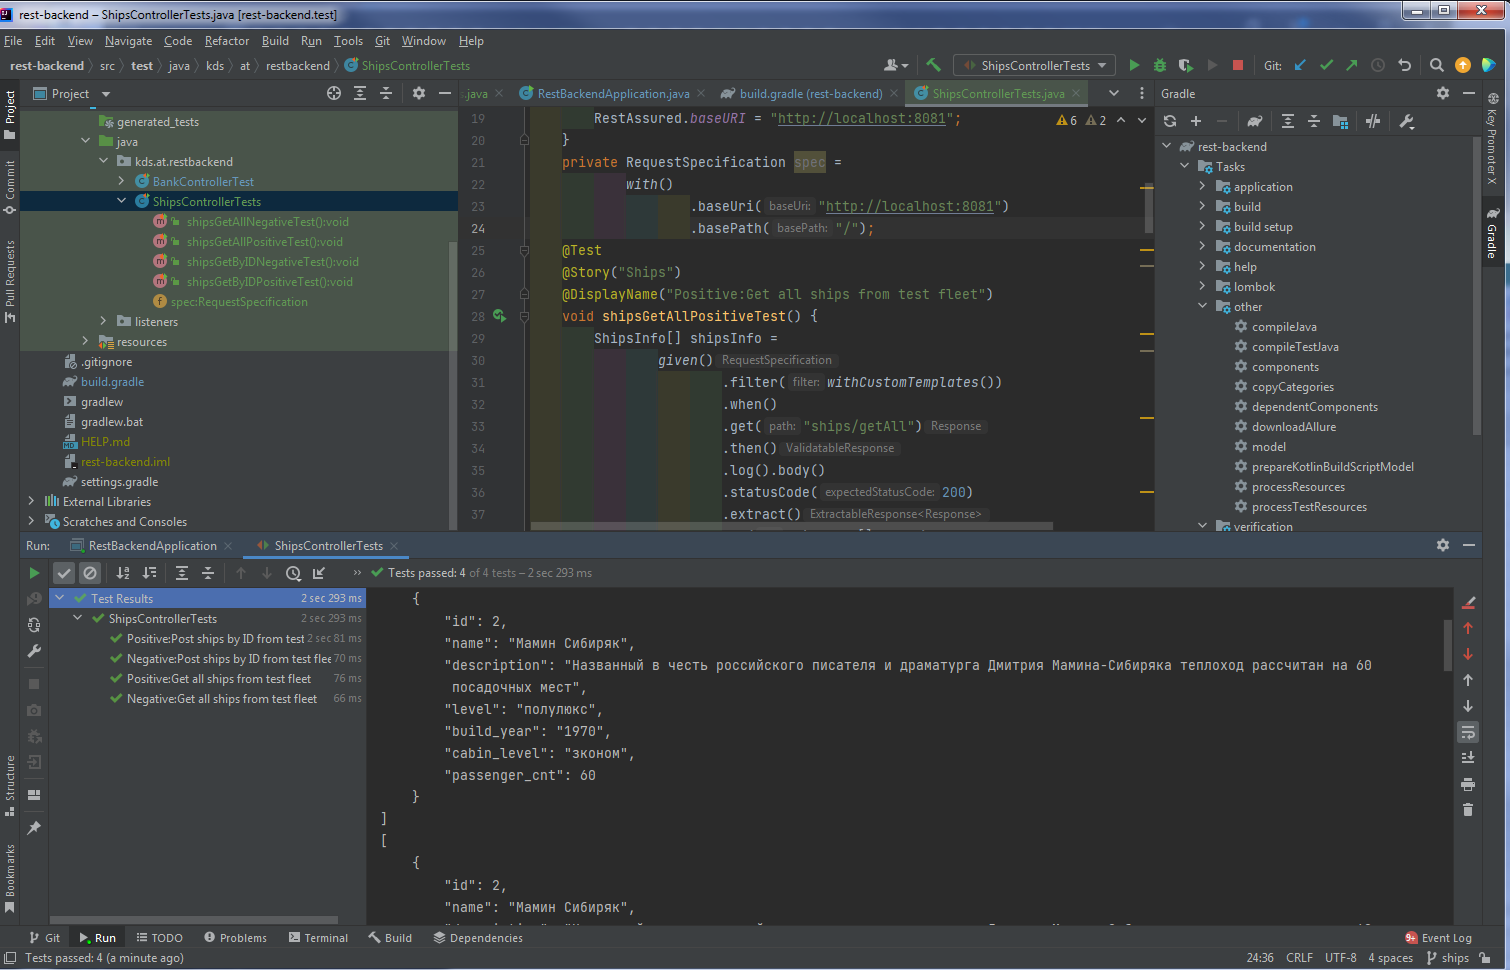 rest-backend – ShipsControllerTests.java [rest-backend.test]
File Edit View Navigate Code Refactor Build Run Tools Git Window Help
rest-backend src test java kds at restbackend ShipsControllerTests
ShipsControllerTests
Git:
Project
Commit
Pull Requests
Structure
Bookmarks
Project
generated_tests
java
kds.at.restbackend
BankControllerTest
ShipsControllerTests
shipsGetAllNegativeTest():void
shipsGetAllPositiveTest():void
shipsGetByIDNegativeTest():void
shipsGetByIDPositiveTest():void
spec:RequestSpecification
listeners
resources
.gitignore
build.gradle
gradlew
gradlew.bat
HELP.md
rest-backend.iml
settings.gradle
External Libraries
Scratches and Consoles
s.java RestBackendApplication.java build.gradle (rest-backend) ShipsControllerTests.java
6 2
19 RestAssured.baseURI = "http://localhost:8081";
20 }
21 private RequestSpecification spec =
22 with()
23 .baseUri( baseUri: "http://localhost:8081")
24 .basePath( basePath: "/");
25 @Test
26 @Story("Ships")
27 @DisplayName("Positive:Get all ships from test fleet")
28 void shipsGetAllPositiveTest() {
29 ShipsInfo[] shipsInfo =
30 given() RequestSpecification
31 .filter( filter: withCustomTemplates())
32 .when()
33 .get( path: "ships/getAll") Response
34 .then() ValidatableResponse
35 .log().body()
36 .statusCode( expectedStatusCode: 200)
37 .extract() ExtractableResponse<Response>
Gradle
rest-backend
Tasks
application
build
build setup
documentation
help
lombok
other
compileJava
compileTestJava
components
copyCategories
dependentComponents
downloadAllure
model
prepareKotlinBuildScriptModel
processResources
processTestResources
verification
Key Promoter X
Gradle
Run: RestBackendApplication ShipsControllerTests
Tests passed: 4 of 4 tests – 2 sec 293 ms
Test Results 2 sec 293 ms
ShipsControllerTests 2 sec 293 ms
Positive:Post ships by ID from test 2 sec 81 ms
Negative:Post ships by ID from test flee 70 ms
Positive:Get all ships from test fleet 76 ms
Negative:Get all ships from test fleet 66 ms
{
"id": 2,
"name": "Мамин Сибиряк",
"description": "Названный в честь российского писателя и драматурга Дмитрия Мамина-Сибиряка теплоход рассчитан на 60
посадочных мест",
"level": "полулюкс",
"build_year": "1970",
"cabin_level": "эконом",
"passenger_cnt": 60
}
]
[
{
"id": 2,
"name": "Мамин Сибиряк",
Git Run TODO Problems Terminal Build Dependencies 9+ Event Log
Tests passed: 4 (a minute ago) 24:36 CRLF UTF-8 4 spaces ships